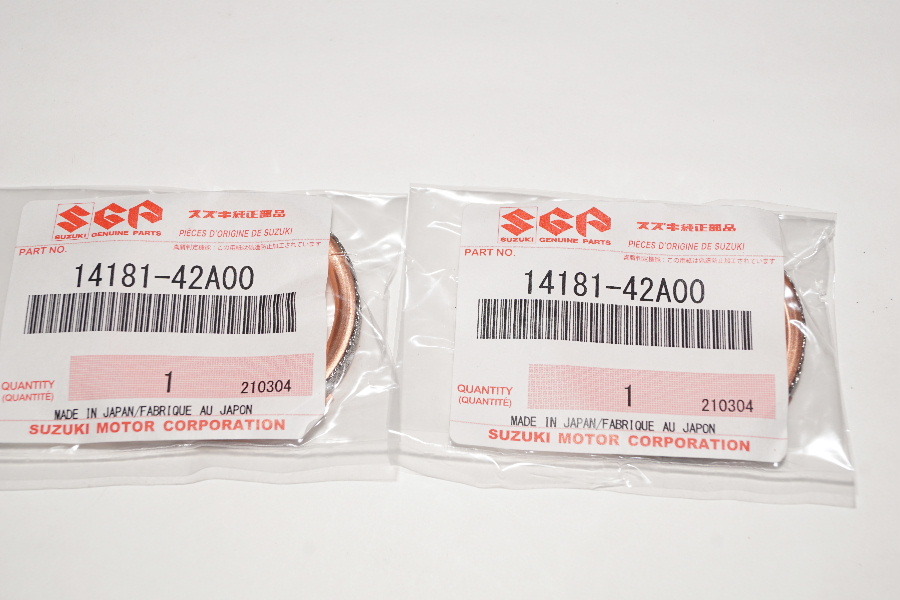 SGP スズキ純正部品
SUZUKI GENUINE PARTS PIÈCES D'ORIGINE DE SUZUKI
PART NO.
14181-42A00
QUANTITY
(QUANTITÉ)
1 210304
MADE IN JAPAN/FABRIQUE AU JAPON
SUZUKI MOTOR CORPORATION
SGP スズキ純正部品
SUZUKI GENUINE PARTS PIÈCES D'ORIGINE DE SUZUKI
PART NO.
14181-42A00
QUANTITY
(QUANTITÉ)
1 210304
MADE IN JAPAN/FABRIQUE AU JAPON
SUZUKI MOTOR CORPORATION